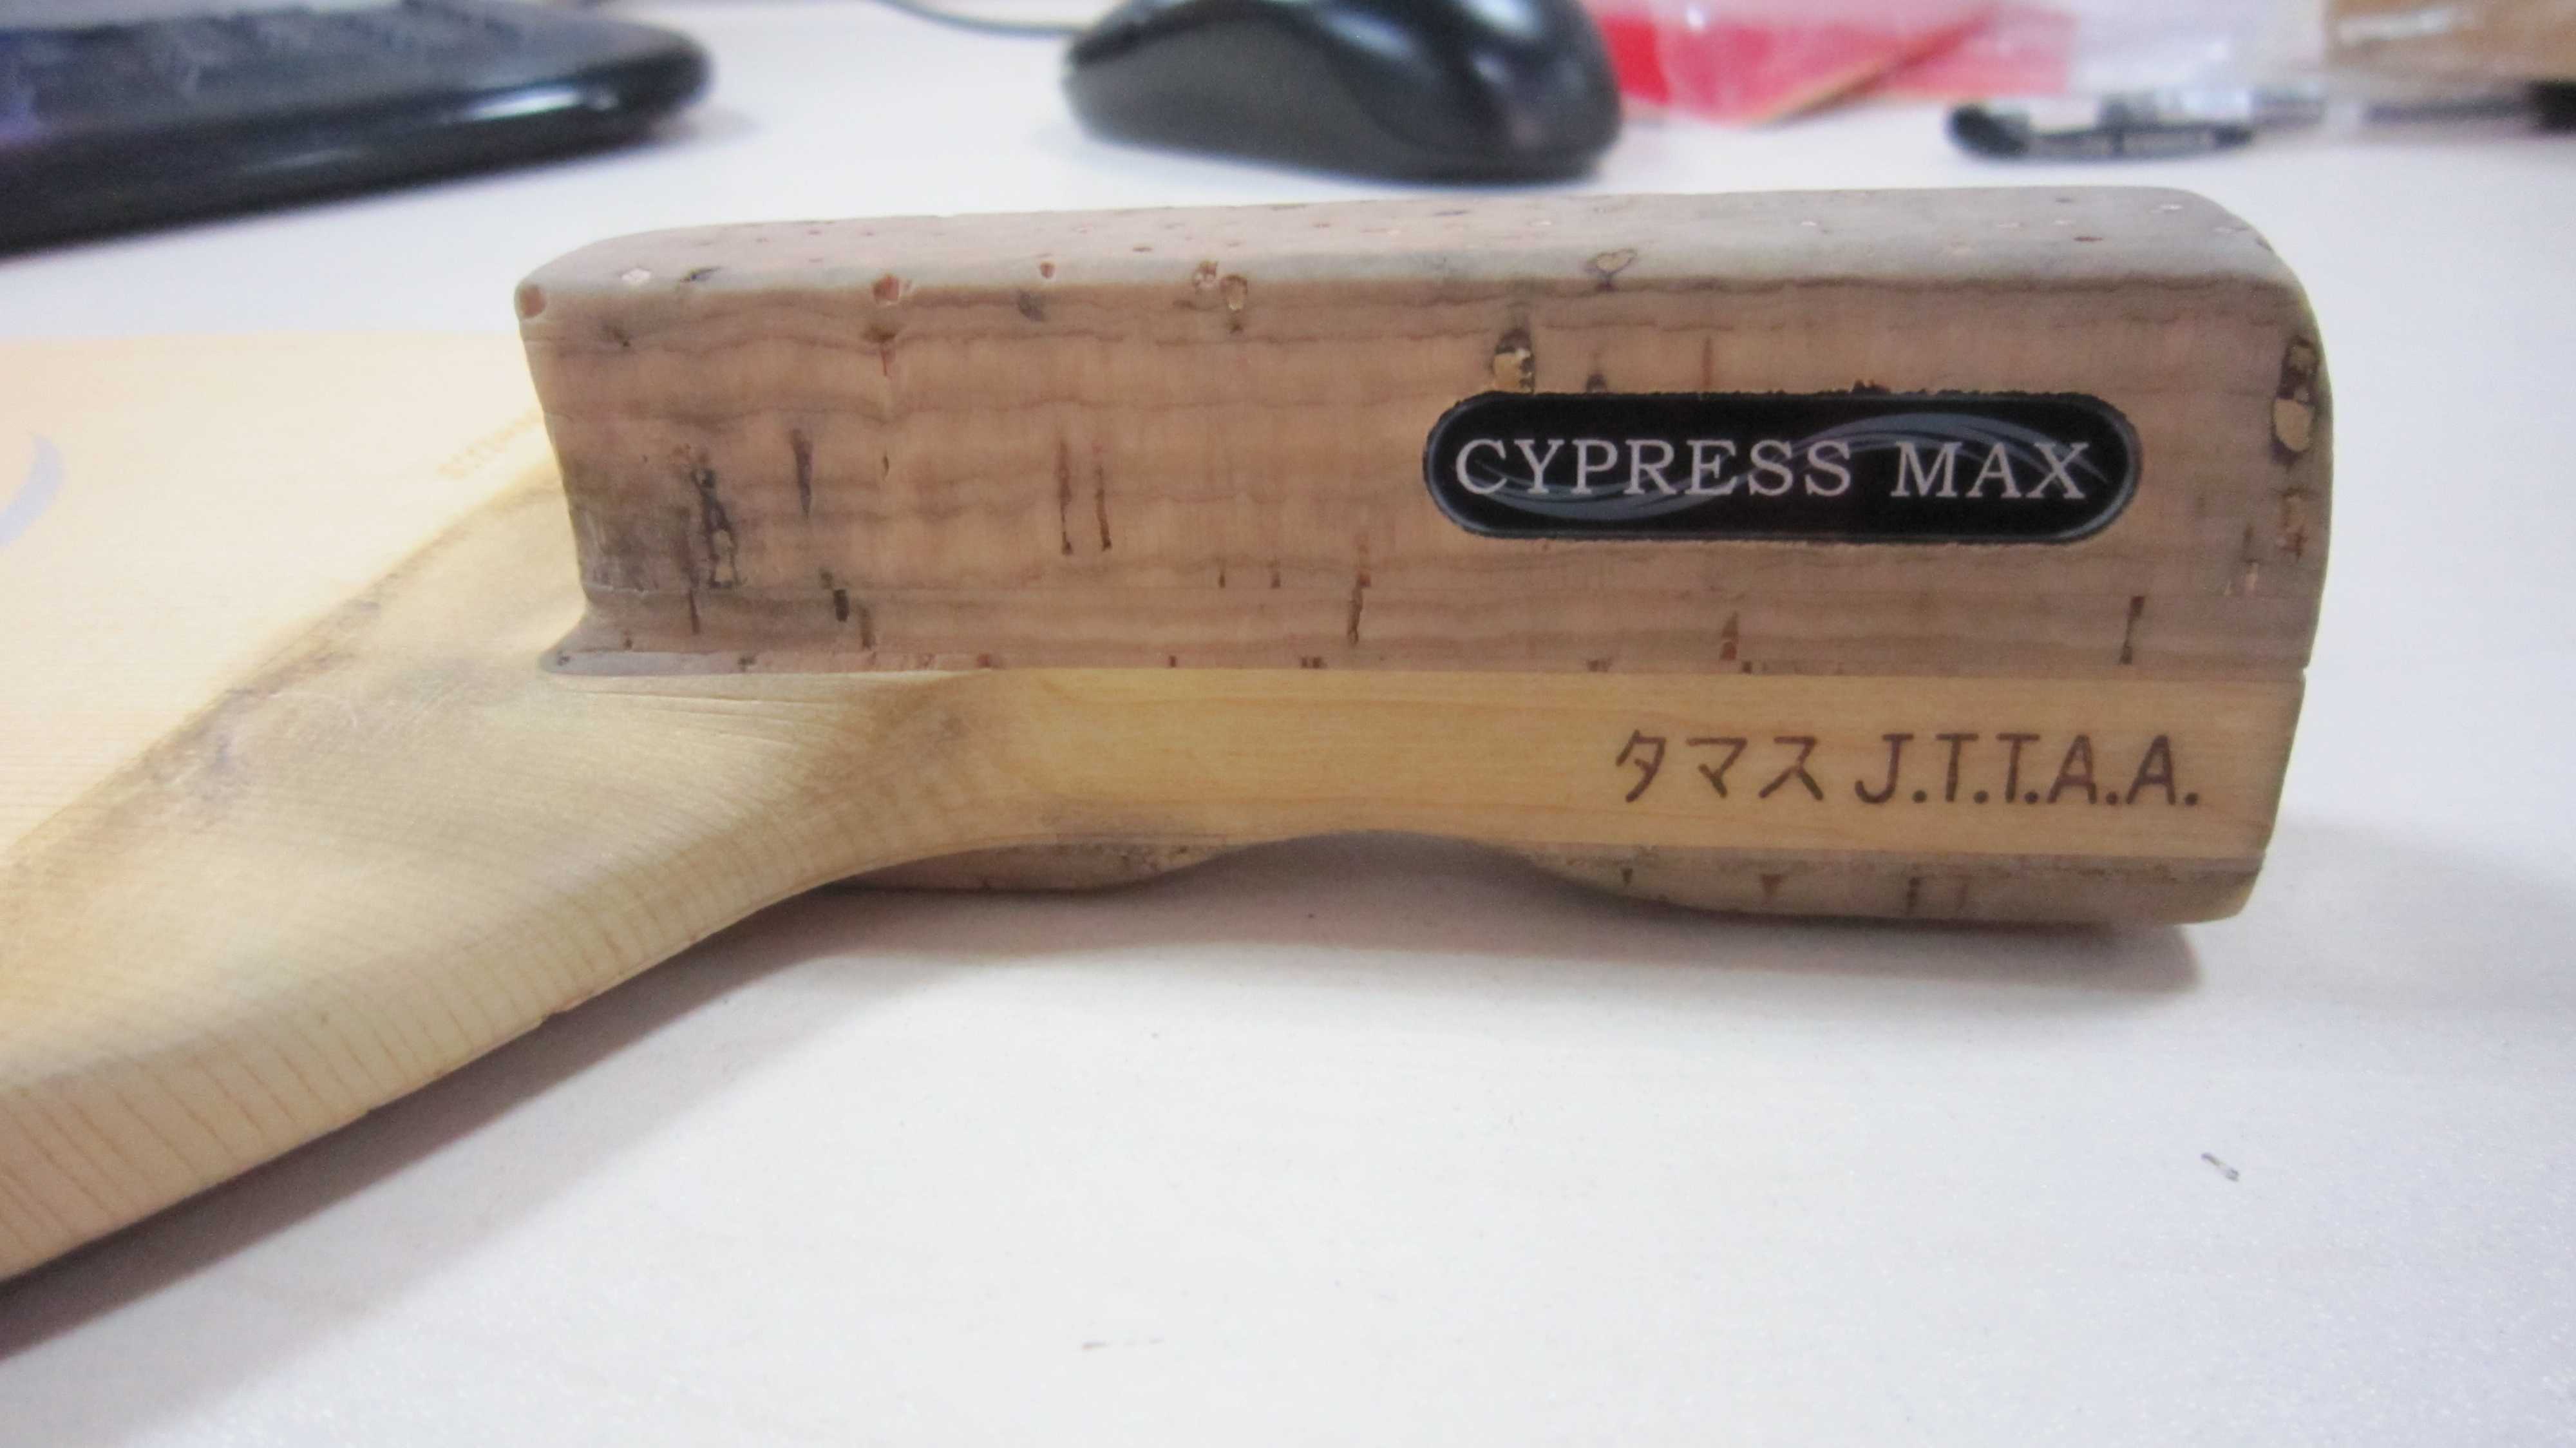 CYPRESS MAX
タマス J.T.T.A.A.